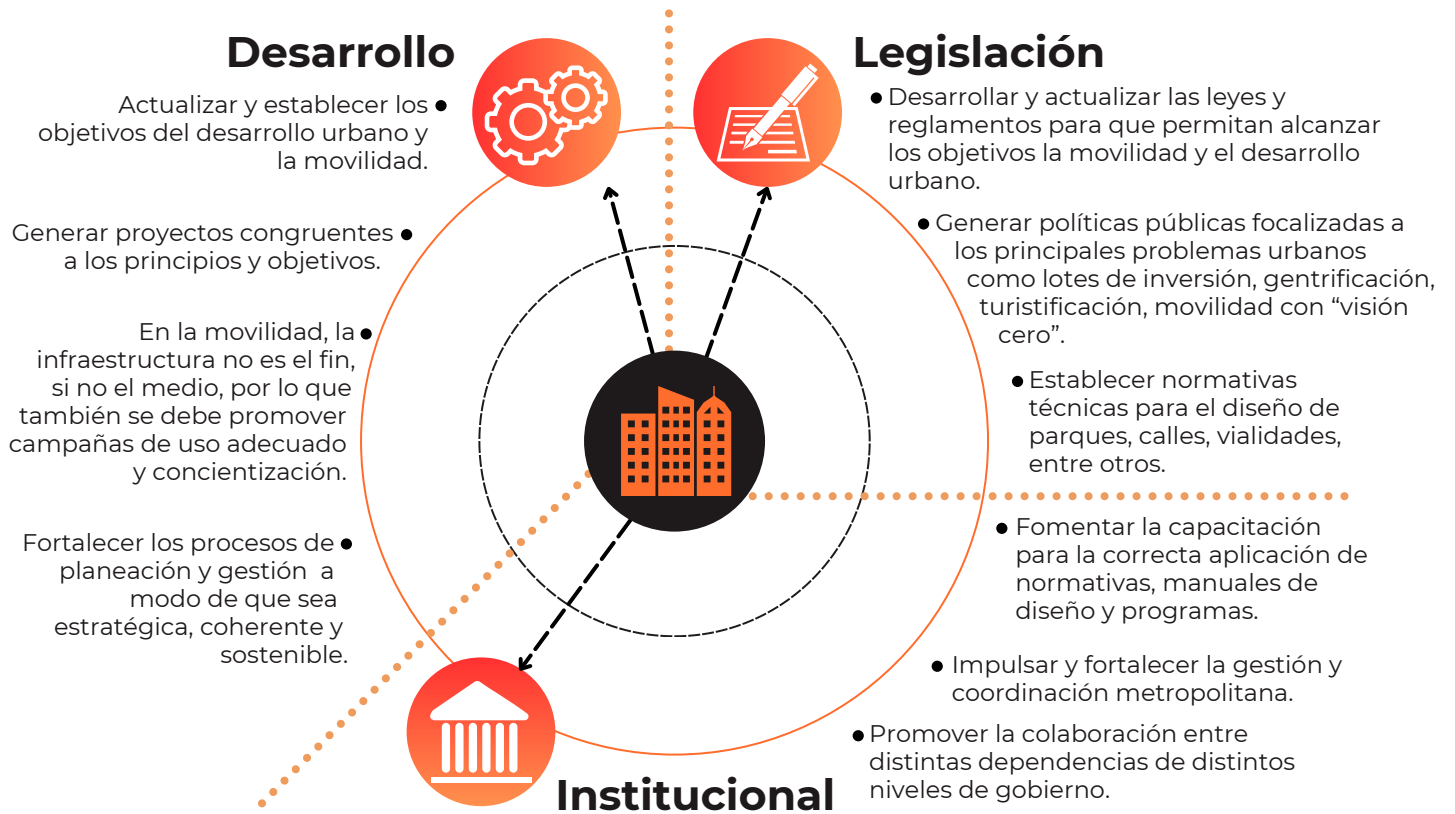 Desarrollo
Actualizar y establecer los
objetivos del desarrollo urbano y
la movilidad.
Generar proyectos congruentes
a los principios y objetivos.
En la movilidad, la
infraestructura no es el fin,
si no el medio, por lo que
también se debe promover
campañas de uso adecuado
y concientización.
Fortalecer los procesos de
planeación y gestión a
modo de que sea
estratégica, coherente y
sostenible.
Legislación
Desarrollar y actualizar las leyes y
reglamentos para que permitan alcanzar
los objetivos la movilidad y el desarrollo
urbano.
Generar políticas públicas focalizadas a
los principales problemas urbanos
como lotes de inversión, gentrificación,
turistificación, movilidad con “visión
cero”.
Establecer normativas
técnicas para el diseño de
parques, calles, vialidades,
entre otros.
Fomentar la capacitación
para la correcta aplicación de
normativas, manuales de
diseño y programas.
Impulsar y fortalecer la gestión y
coordinación metropolitana.
Promover la colaboración entre
distintas dependencias de distintos
niveles de gobierno.
Institucional